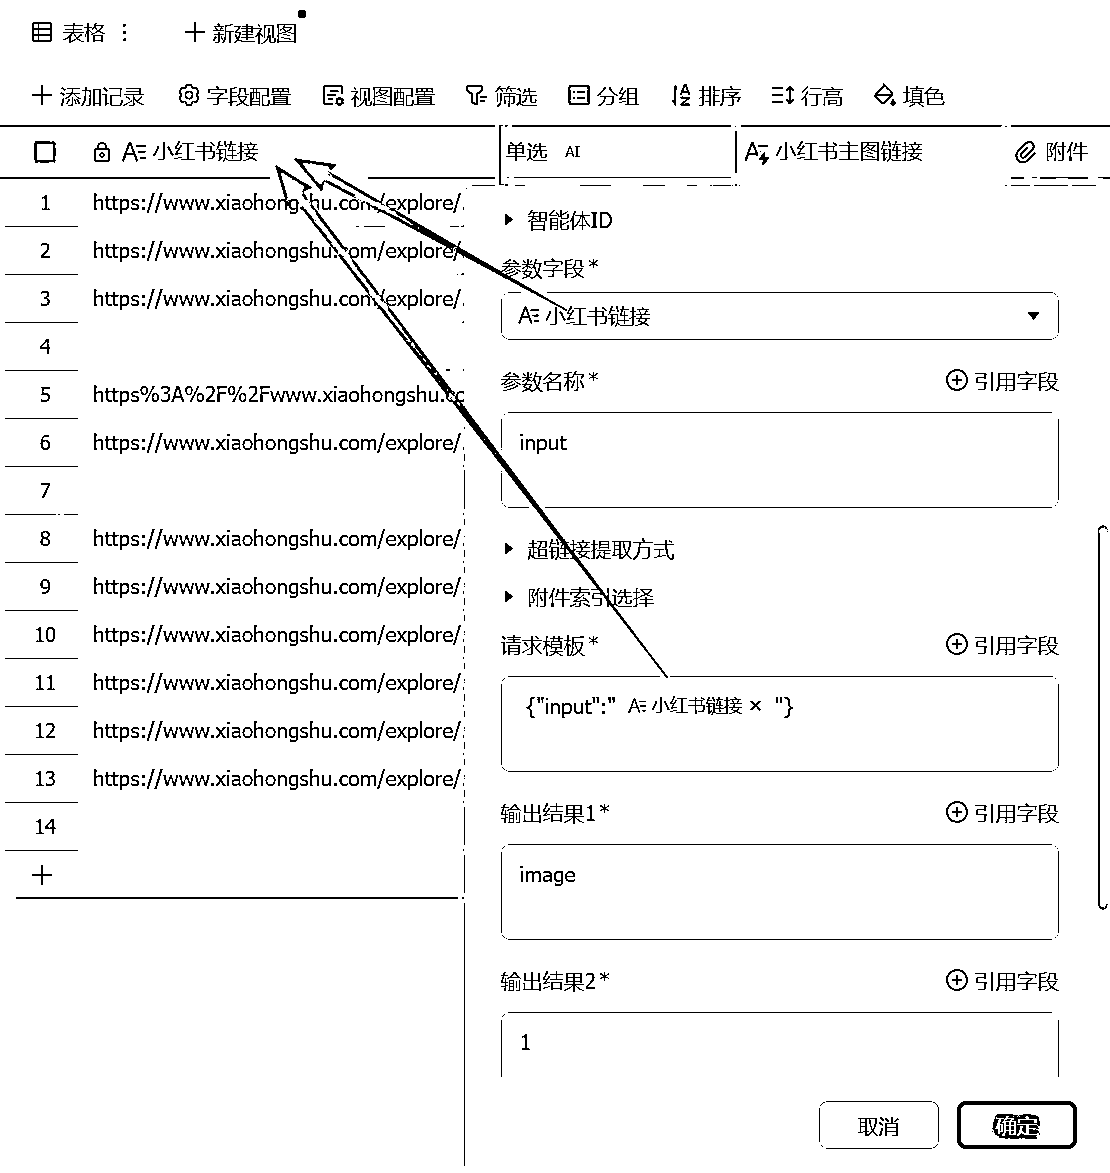 表格 新建视图
添加记录 字段配置 视图配置 筛选 分组 排序 行高 填色
小红书链接 单选 AI 小红书主图链接 附件
1 https://www.xiaohongshu.com/explore/
2 https://www.xiaohongshu.com/explore/
3 https://www.xiaohongshu.com/explore/
4
5 https%3A%2F%2Fwww.xiaohongshu.co
6 https://www.xiaohongshu.com/explore/
7
8 https://www.xiaohongshu.com/explore/
9 https://www.xiaohongshu.com/explore/
10 https://www.xiaohongshu.com/explore/
11 https://www.xiaohongshu.com/explore/
12 https://www.xiaohongshu.com/explore/
13 https://www.xiaohongshu.com/explore/
14
智能体ID
参数字段*
小红书链接
参数名称* 引用字段
input
超链接提取方式
附件索引选择
请求模板* 引用字段
{"input":" 小红书链接 × "}
输出结果1* 引用字段
image
输出结果2* 引用字段
1
取消 确定